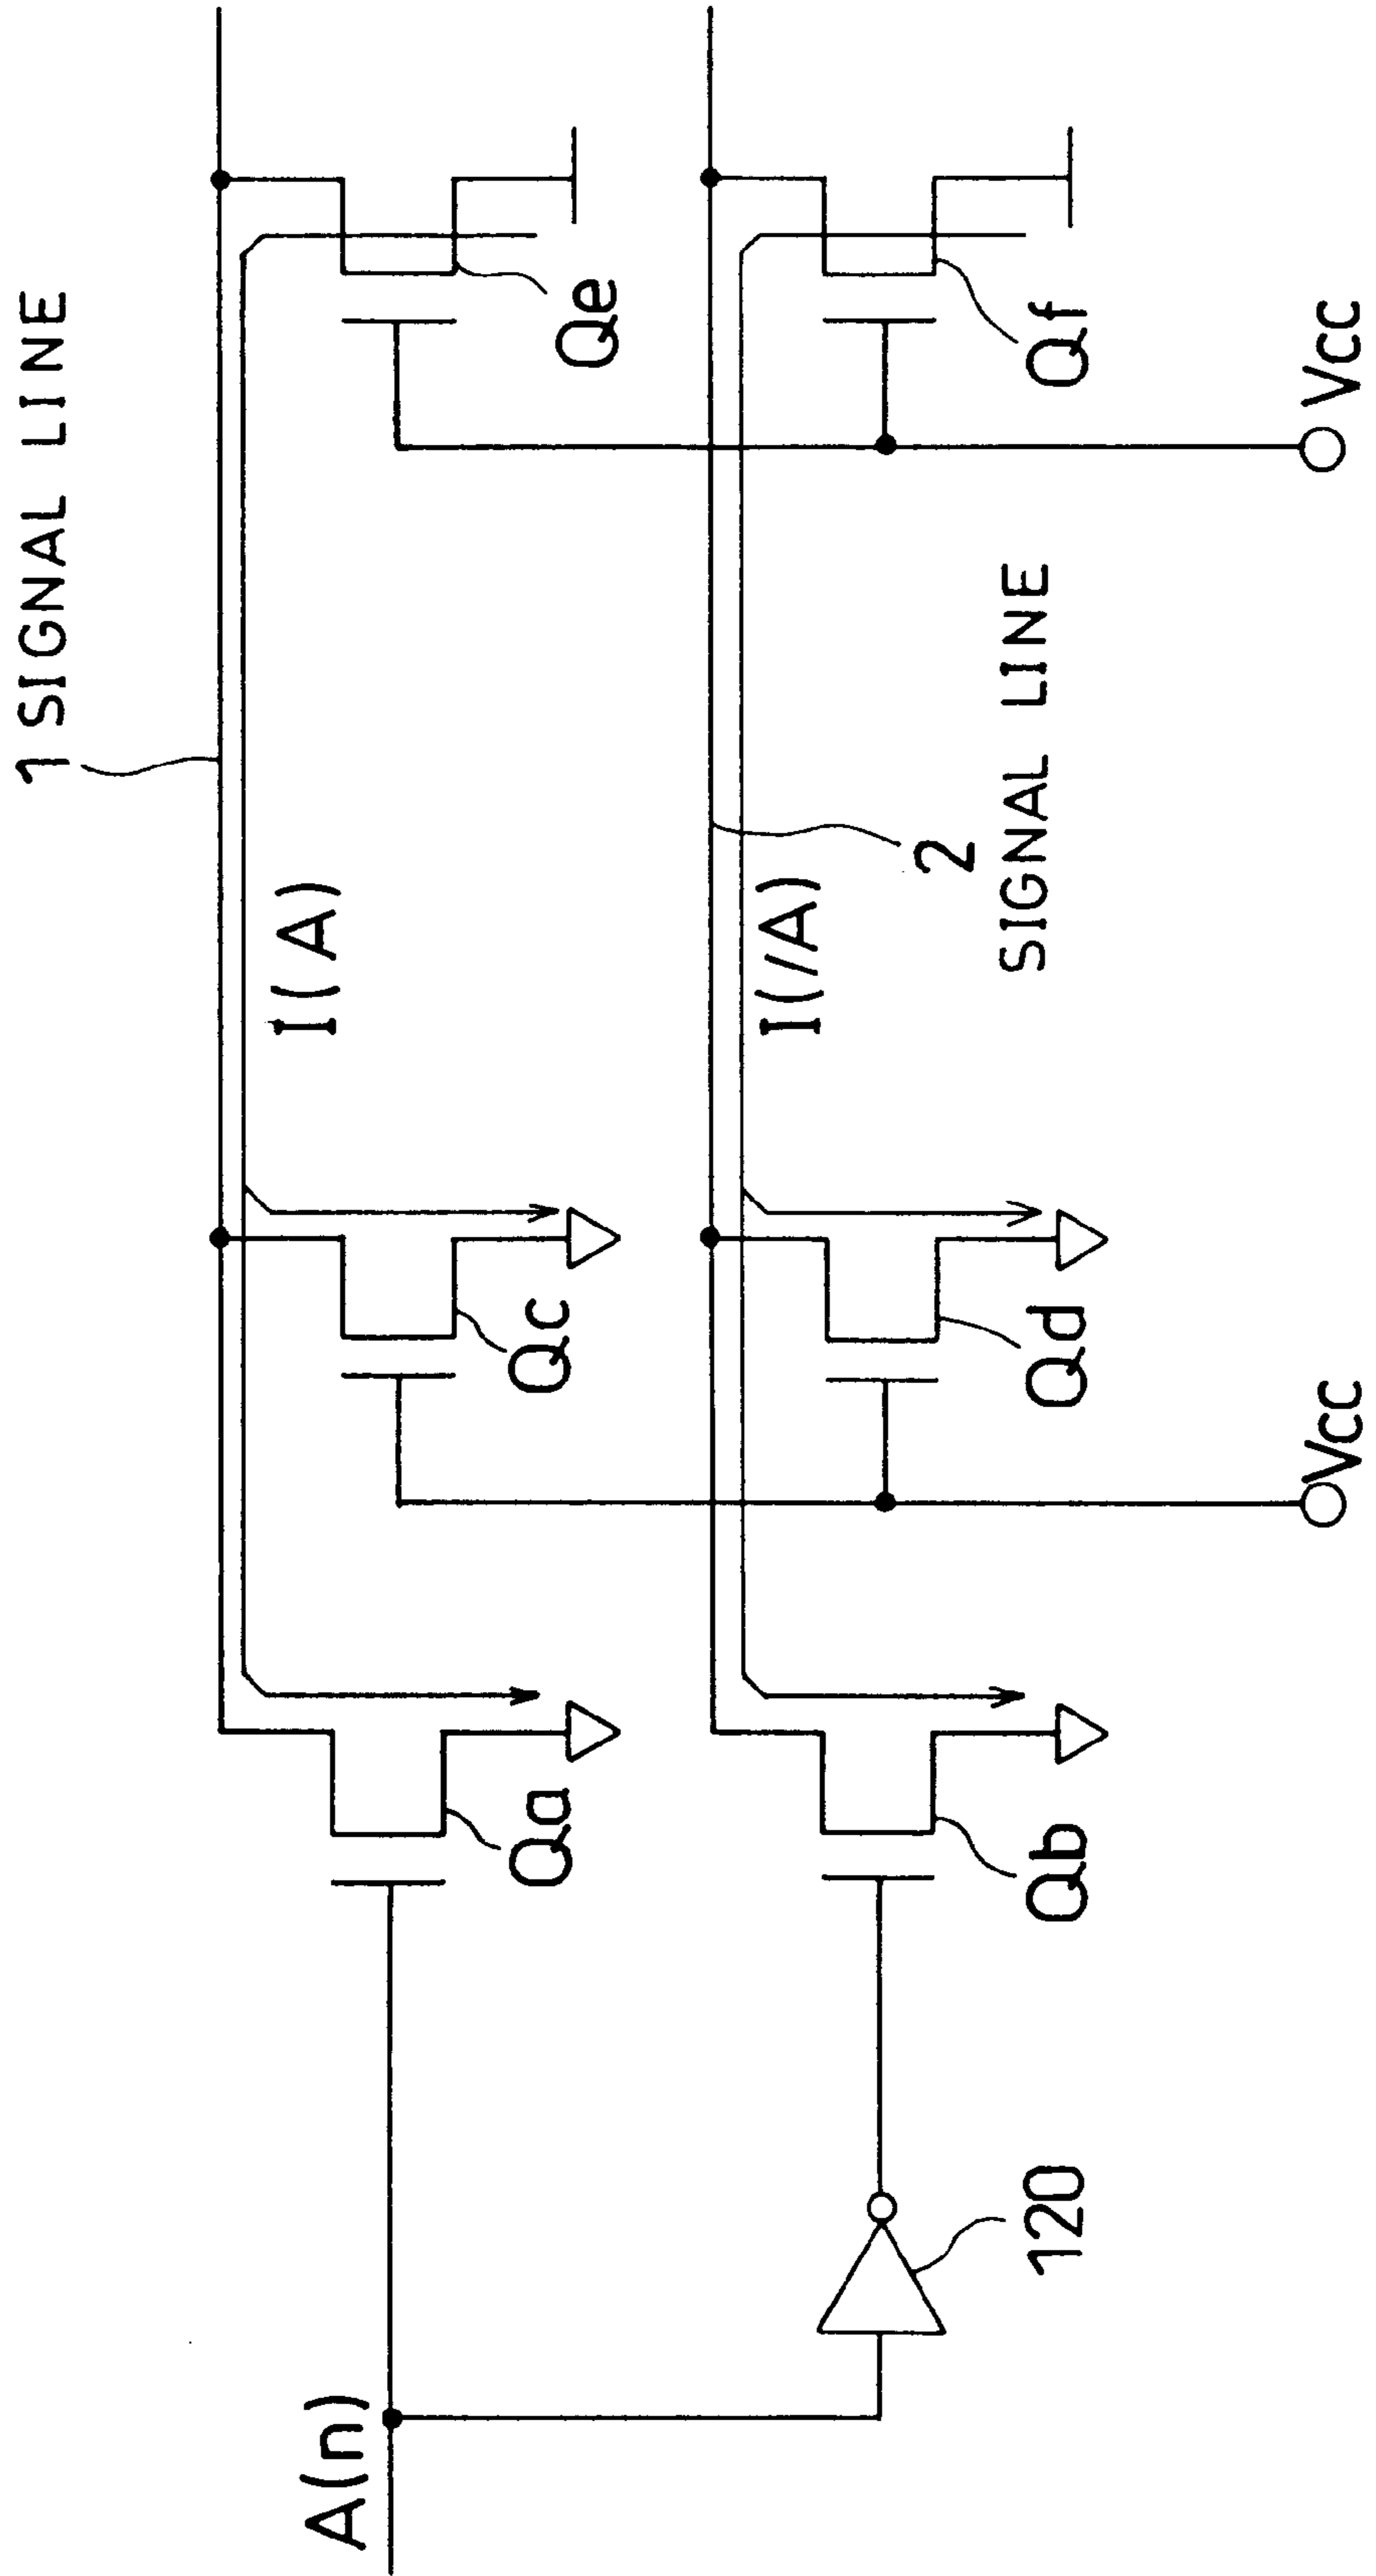 1 SIGNAL LINE
I(A)
Qa
Qc
Qe
2
SIGNAL LINE
I(/A)
Qb
Qd
Qf
A(n)
120
Vcc
Vcc